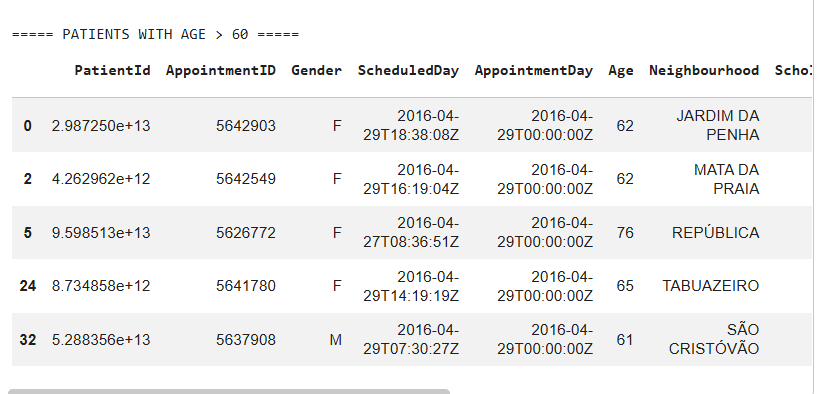 ===== PATIENTS WITH AGE > 60 =====
PatientId AppointmentID Gender ScheduledDay AppointmentDay Age Neighbourhood Schol
0 2.987250e+13 5642903 F 2016-04-29T18:38:08Z 2016-04-29T00:00:00Z 62 JARDIM DA PENHA
2 4.262962e+12 5642549 F 2016-04-29T16:19:04Z 2016-04-29T00:00:00Z 62 MATA DA PRAIA
5 9.598513e+13 5626772 F 2016-04-27T08:36:51Z 2016-04-29T00:00:00Z 76 REPÚBLICA
24 8.734858e+12 5641780 F 2016-04-29T14:19:19Z 2016-04-29T00:00:00Z 65 TABUAZEIRO
32 5.288356e+13 5637908 M 2016-04-29T07:30:27Z 2016-04-29T00:00:00Z 61 SÃO CRISTÓVÃO